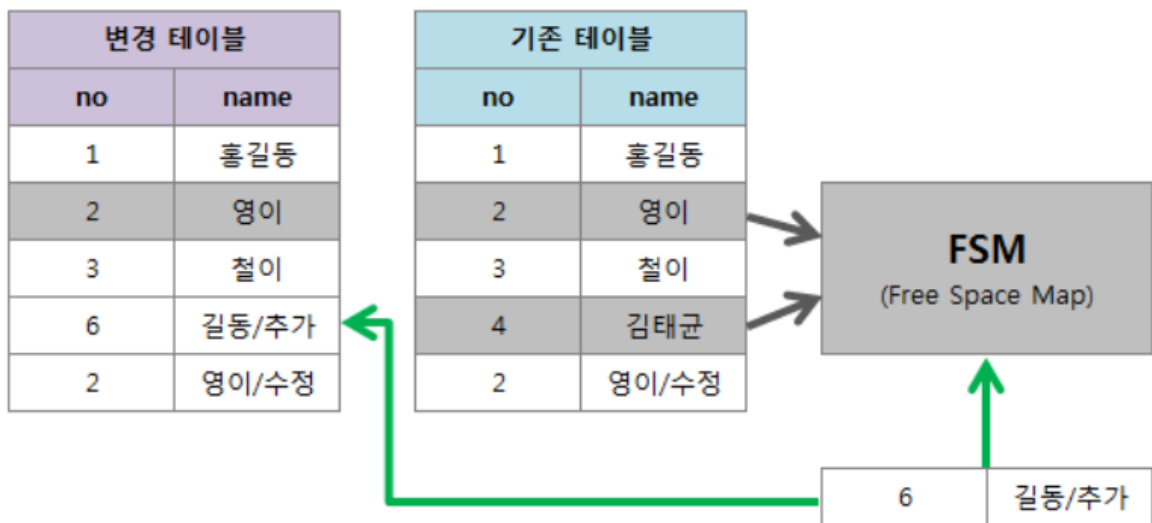 변경 테이블
no name
1 홍길동
2 영이
3 철이
6 길동/추가
2 영이/수정
기존 테이블
no name
1 홍길동
2 영이
3 철이
4 김태균
2 영이/수정
FSM
(Free Space Map)
6 길동/추가